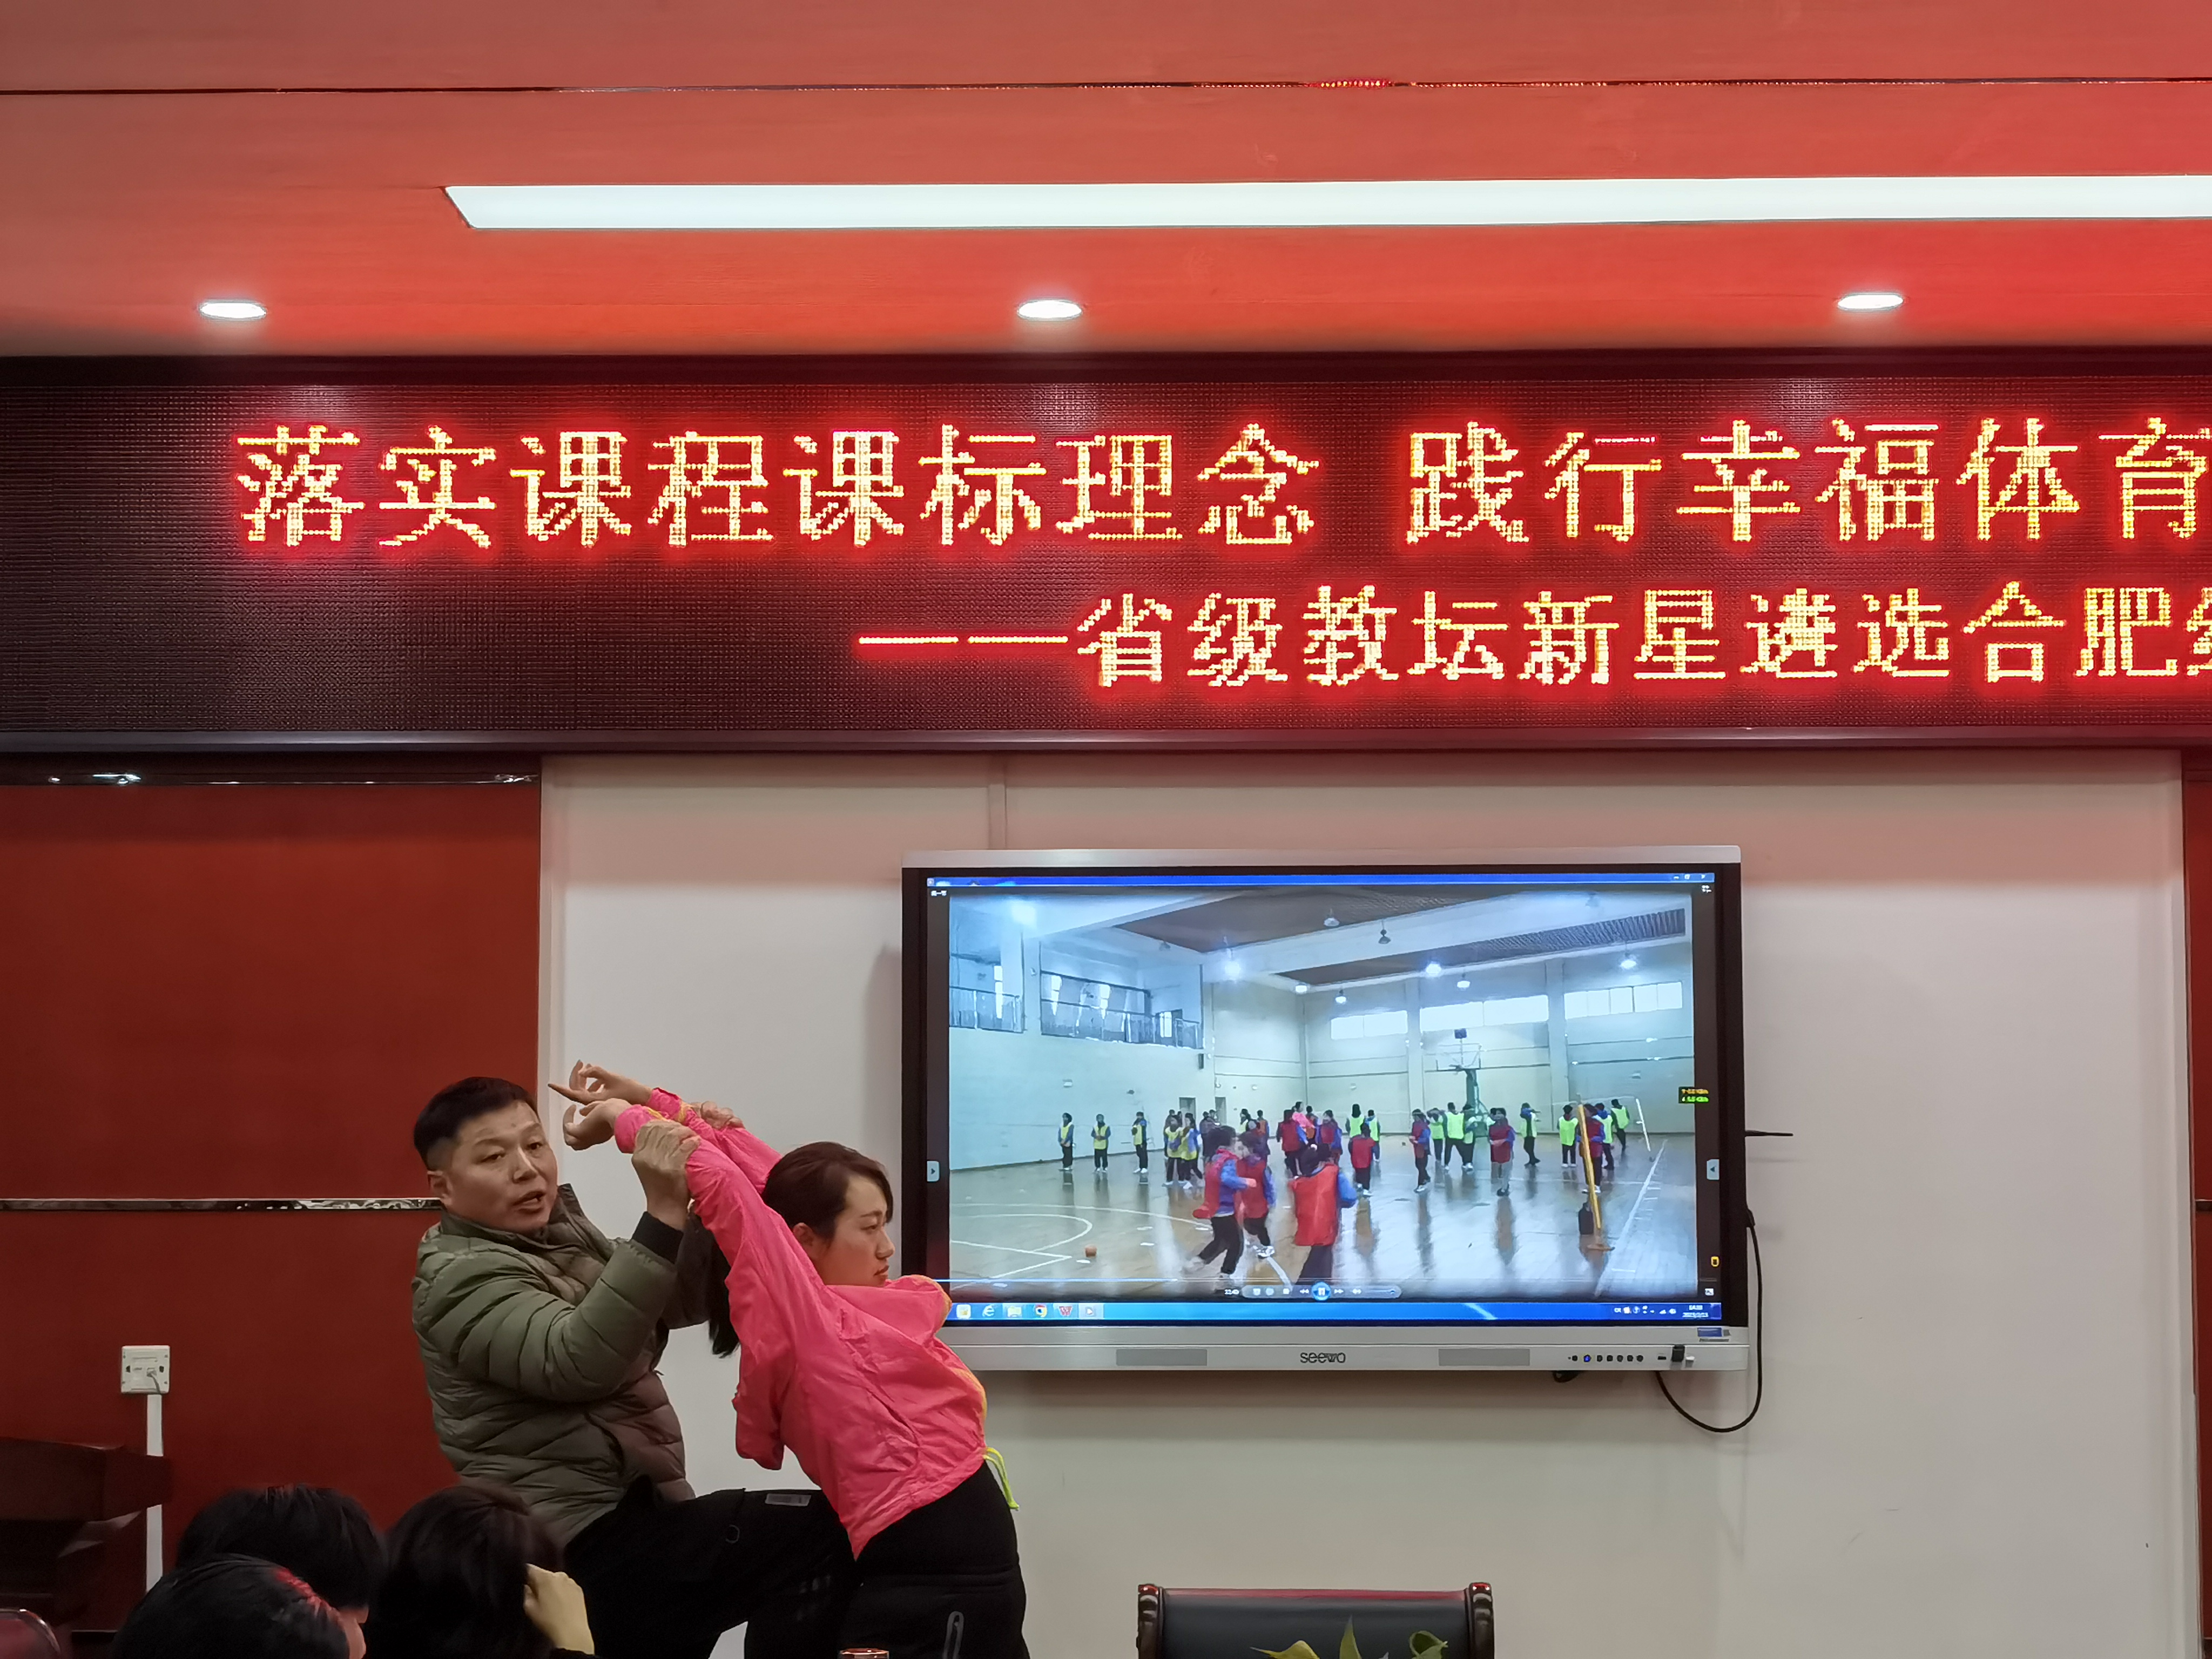 落实课程课标理念 践行幸福体育
——省级教坛新星遴选合肥
seewo